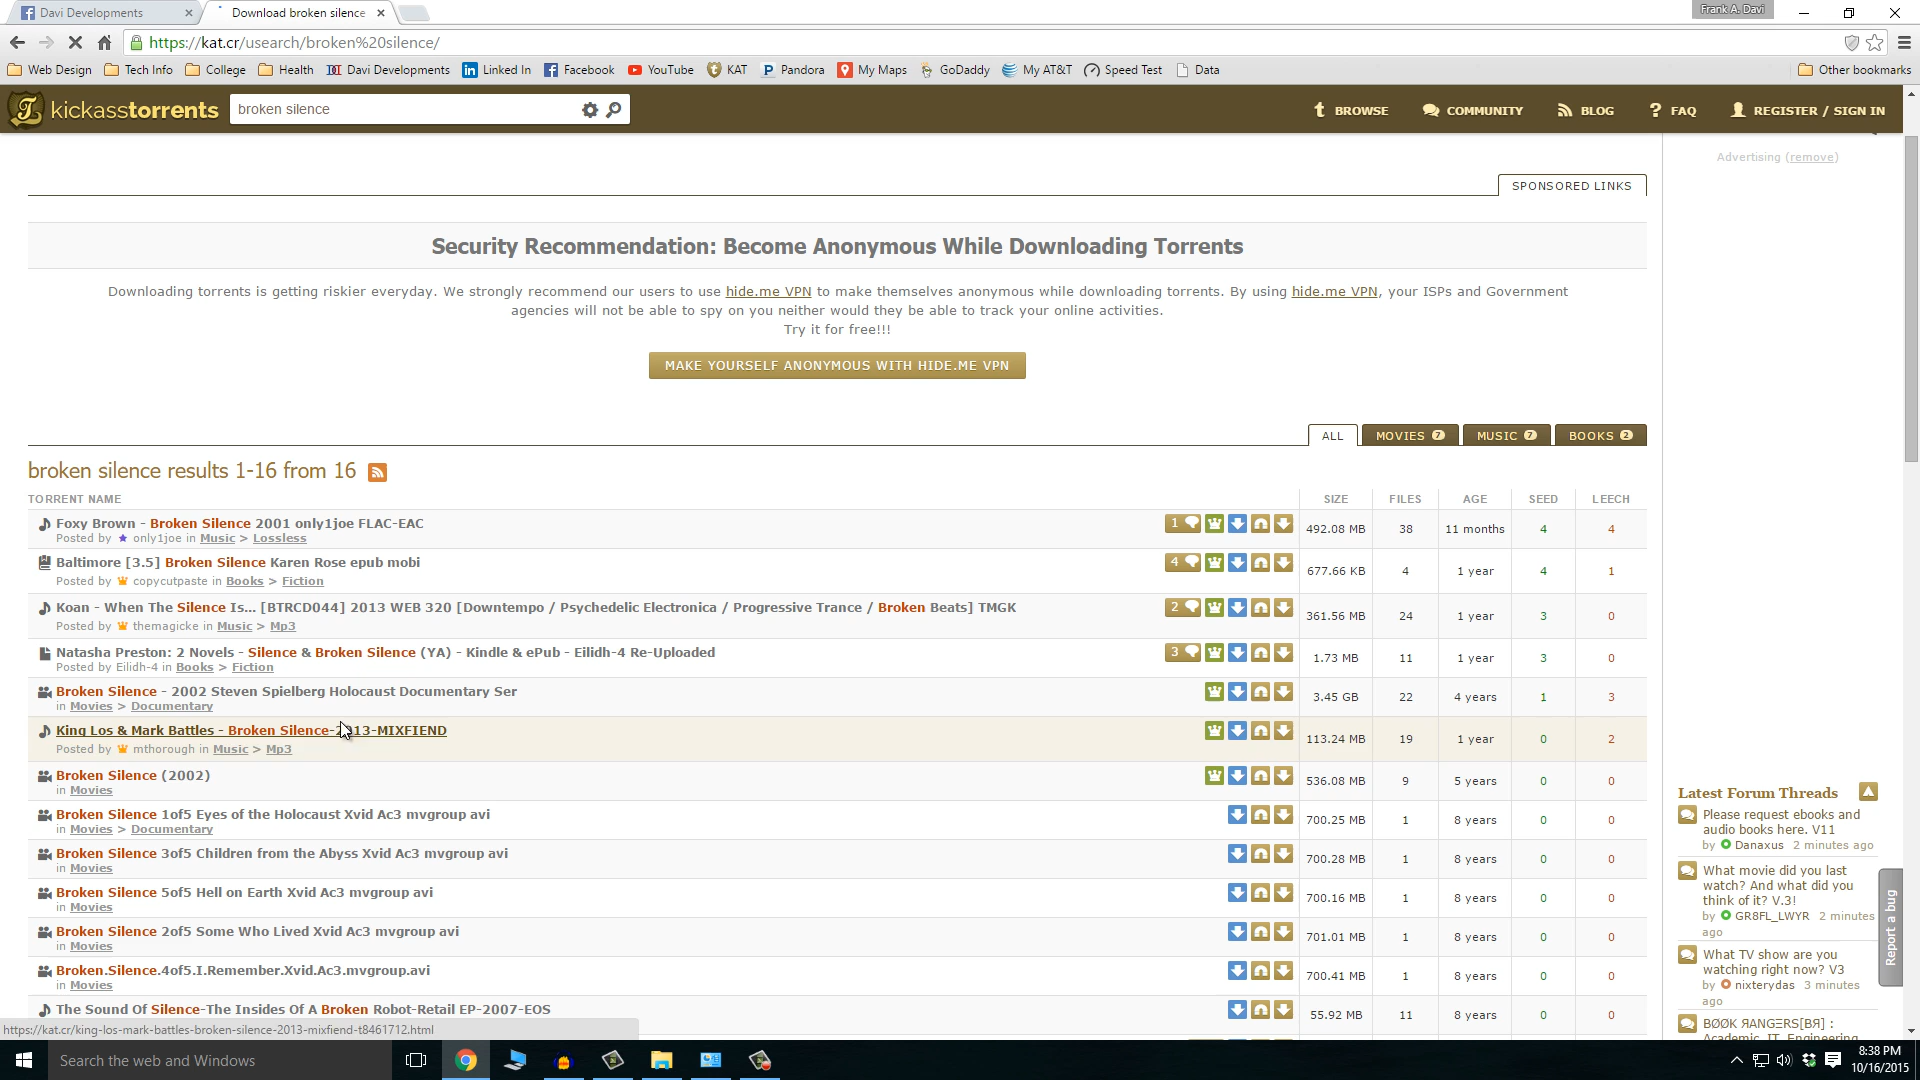 Davi Developments
Download broken silence
Frank A. Davi
https://kat.cr/usearch/broken%20silence/
Web Design Tech Info College Health Davi Developments Linked In Facebook YouTube KAT Pandora My Maps GoDaddy My AT&T Speed Test Data Other bookmarks
kickasstorrents broken silence BROWSE COMMUNITY BLOG FAQ REGISTER / SIGN IN
Advertising (remove)
SPONSORED LINKS
Security Recommendation: Become Anonymous While Downloading Torrents
Downloading torrents is getting riskier everyday. We strongly recommend our users to use hide.me VPN to make themselves anonymous while downloading torrents. By using hide.me VPN, your ISPs and Government
agencies will not be able to spy on you neither would they be able to track your online activities.
Try it for free!!!
MAKE YOURSELF ANONYMOUS WITH HIDE.ME VPN
ALL MOVIES 7 MUSIC 7 BOOKS 2
broken silence results 1-16 from 16
TORRENT NAME SIZE FILES AGE SEED LEECH
Foxy Brown - Broken Silence 2001 only1joe FLAC-EAC 1 492.08 MB 38 11 months 4 4
Posted by only1joe in Music > Lossless
Baltimore [3.5] Broken Silence Karen Rose epub mobi 4 677.66 KB 4 1 year 4 1
Posted by copycutpaste in Books > Fiction
Koan - When The Silence Is... [BTRCD044] 2013 WEB 320 [Downtempo / Psychedelic Electronica / Progressive Trance / Broken Beats] TMGK 2 361.56 MB 24 1 year 3 0
Posted by themagicke in Music > Mp3
Natasha Preston: 2 Novels - Silence & Broken Silence (YA) - Kindle & ePub - Eilidh-4 Re-Uploaded 3 1.73 MB 11 1 year 3 0
Posted by Eilidh-4 in Books > Fiction
Broken Silence - 2002 Steven Spielberg Holocaust Documentary Ser 3.45 GB 22 4 years 1 3
in Movies > Documentary
King Los & Mark Battles - Broken Silence-2013-MIXFIEND 113.24 MB 19 1 year 0 2
Posted by mthorough in Music > Mp3
Broken Silence (2002) 536.08 MB 9 5 years 0 0
in Movies
Broken Silence 1of5 Eyes of the Holocaust Xvid Ac3 mvgroup avi 700.25 MB 1 8 years 0 0
in Movies > Documentary
Broken Silence 3of5 Children from the Abyss Xvid Ac3 mvgroup avi 700.28 MB 1 8 years 0 0
in Movies
Broken Silence 5of5 Hell on Earth Xvid Ac3 mvgroup avi 700.16 MB 1 8 years 0 0
in Movies
Broken Silence 2of5 Some Who Lived Xvid Ac3 mvgroup avi 701.01 MB 1 8 years 0 0
in Movies
Broken.Silence.4of5.I.Remember.Xvid.Ac3.mvgroup.avi 700.41 MB 1 8 years 0 0
in Movies
The Sound Of Silence-The Insides Of A Broken Robot-Retail EP-2007-EOS 55.92 MB 11 8 years 0 0
Latest Forum Threads
Please request ebooks and
audio books here. V11
by Danaxus 2 minutes ago
What movie did you last
watch? And what did you
think of it? V.3!
by GR8FL_LWYR 2 minutes
ago
What TV show are you
watching right now? V3
by nixterydas 3 minutes
ago
BØØK ЯANGΞRS[BЯ] :
Academic, IT, Engineering
Report a bug
https://kat.cr/king-los-mark-battles-broken-silence-2013-mixfiend-t8461712.html
Search the web and Windows
8:38 PM
10/16/2015